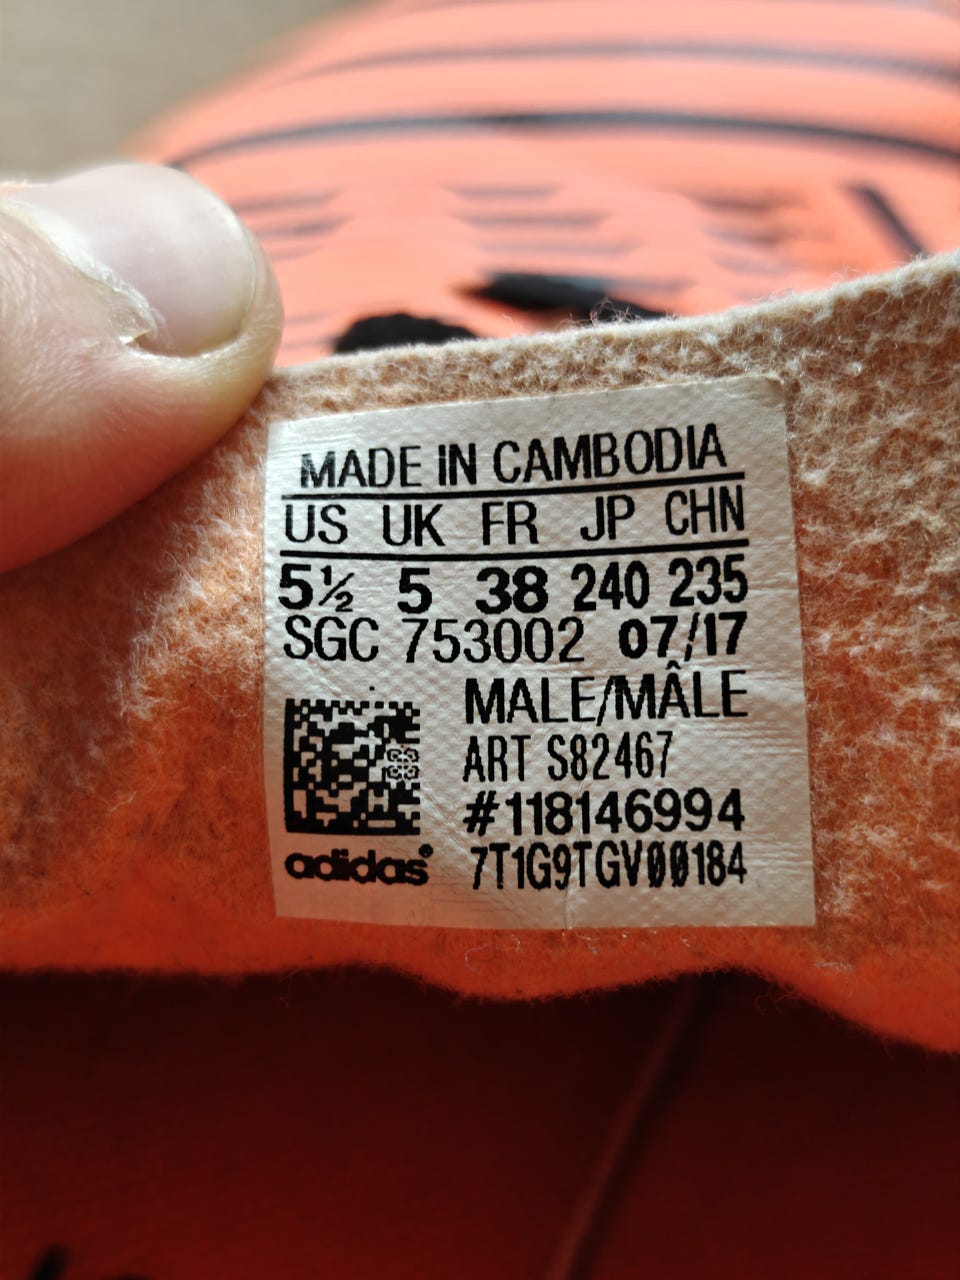 MADE IN CAMBODIA
US UK FR JP CHN
5½ 5 38 240 235
SGC 753002 07/17
MALE/MÂLE
ART S82467
#118146994
adidas® 7T1G9TGV00184